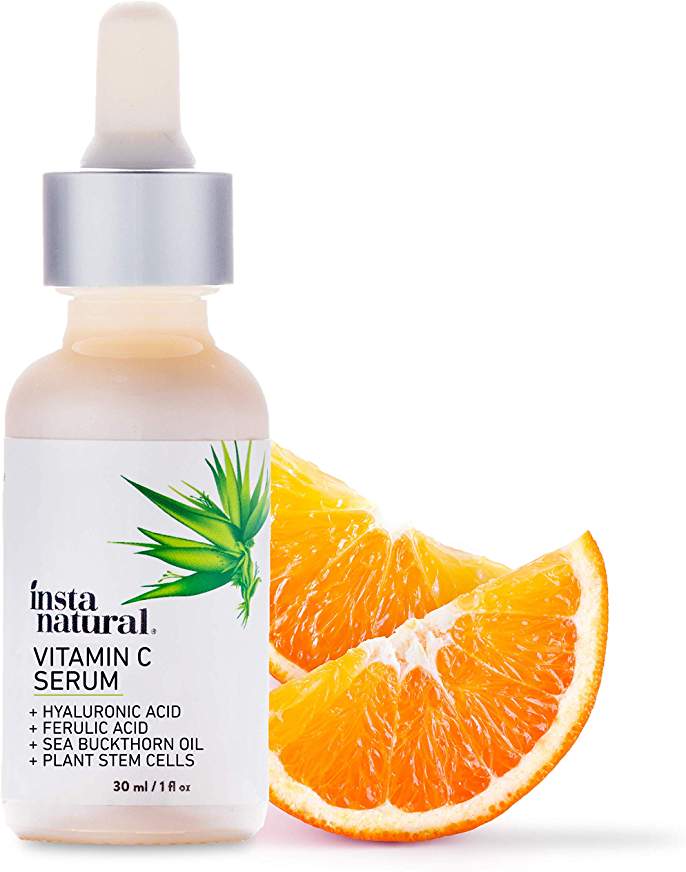 insta
natural®
VITAMIN C
SERUM
+ HYALURONIC ACID
+ FERULIC ACID
+ SEA BUCKTHORN OIL
+ PLANT STEM CELLS
30 ml / 1 fl oz